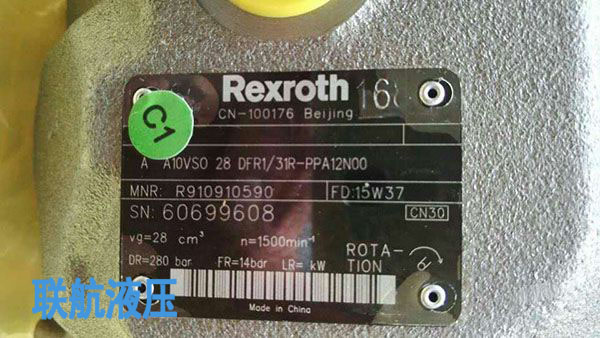 Rexroth 168
CN-100176 Beijing
C1
A A10VSO 28 DFR1/31R-PPA12N00
MNR: R910910590 FD:15W37
SN: 60699608 CN30
vg=28 cm³ n=1500min⁻¹
ROTA-
TION
DR=280 bar FR=14bar LR= kW
Made in China
联航液压